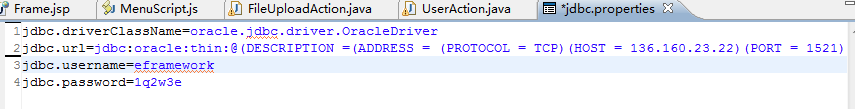 Frame.jsp MenuScript.js FileUploadAction.java UserAction.java *jdbc.properties
1 jdbc.driverClassName=oracle.jdbc.driver.OracleDriver
2 jdbc.url=jdbc:oracle:thin:@(DESCRIPTION =(ADDRESS = (PROTOCOL = TCP)(HOST = 136.160.23.22)(PORT = 1521)
3 jdbc.username=eframework
4 jdbc.password=1q2w3e